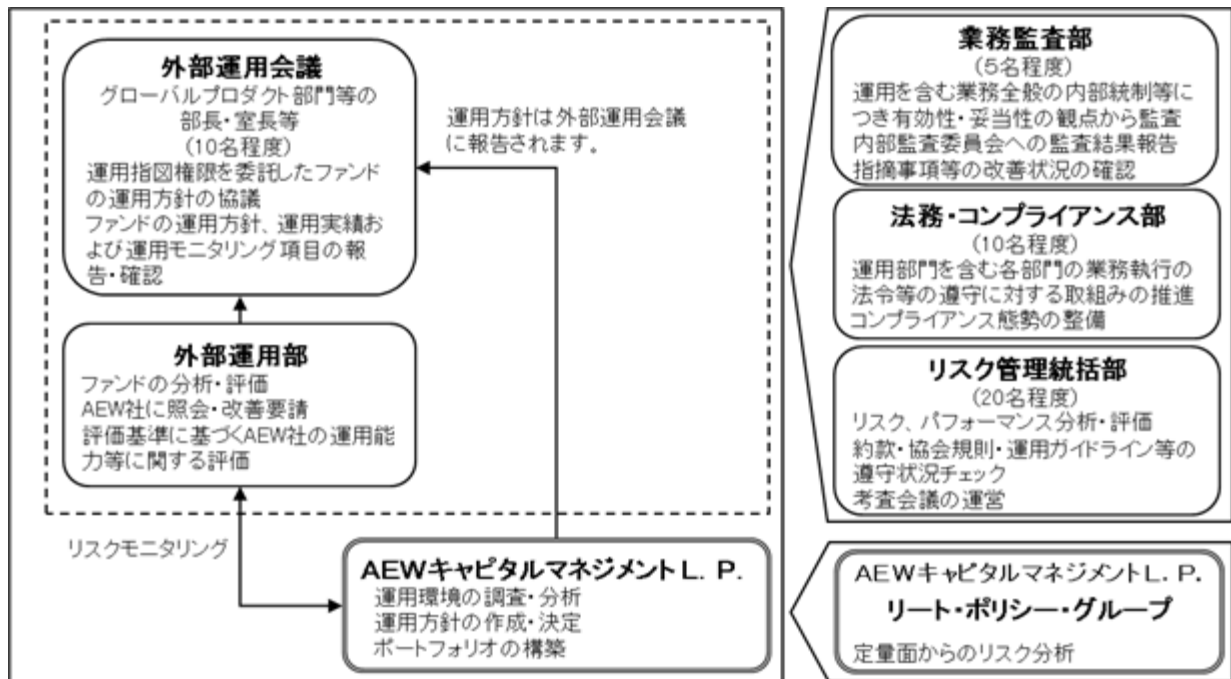 外部運用会議
グローバルプロダクト部門等の
部長・室長等
(10名程度)
運用指図権限を委託したファンド
の運用方針の協議
ファンドの運用方針、運用実績お
よび運用モニタリング項目の報
告・確認
運用方針は外部運用会議
に報告されます。
外部運用部
ファンドの分析・評価
AEW社に照会・改善要請
評価基準に基づくAEW社の運用能
力等に関する評価
リスクモニタリング
AEWキャピタルマネジメントL. P.
運用環境の調査・分析
運用方針の作成・決定
ポートフォリオの構築
業務監査部
(5名程度)
運用を含む業務全般の内部統制等に
つき有効性・妥当性の観点から監査
内部監査委員会への監査結果報告
指摘事項等の改善状況の確認
法務・コンプライアンス部
(10名程度)
運用部門を含む各部門の業務執行の
法令等の遵守に対する取組みの推進
コンプライアンス態勢の整備
リスク管理統括部
(20名程度)
リスク、パフォーマンス分析・評価
約款・協会規則・運用ガイドライン等の
遵守状況チェック
考査会議の運営
AEWキャピタルマネジメントL. P.
リート・ポリシー・グループ
定量面からのリスク分析